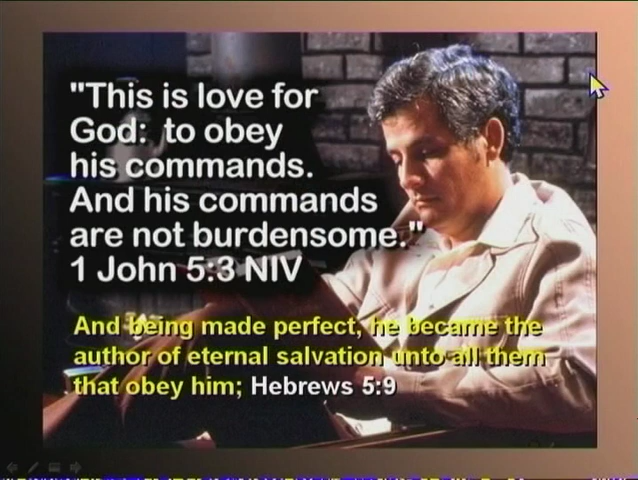 "This is love for
God:  to obey
his commands.
And his commands
are not burdensome."
1 John 5:3 NIV
And being made perfect, he became the
author of eternal salvation unto all them
that obey him; Hebrews 5:9